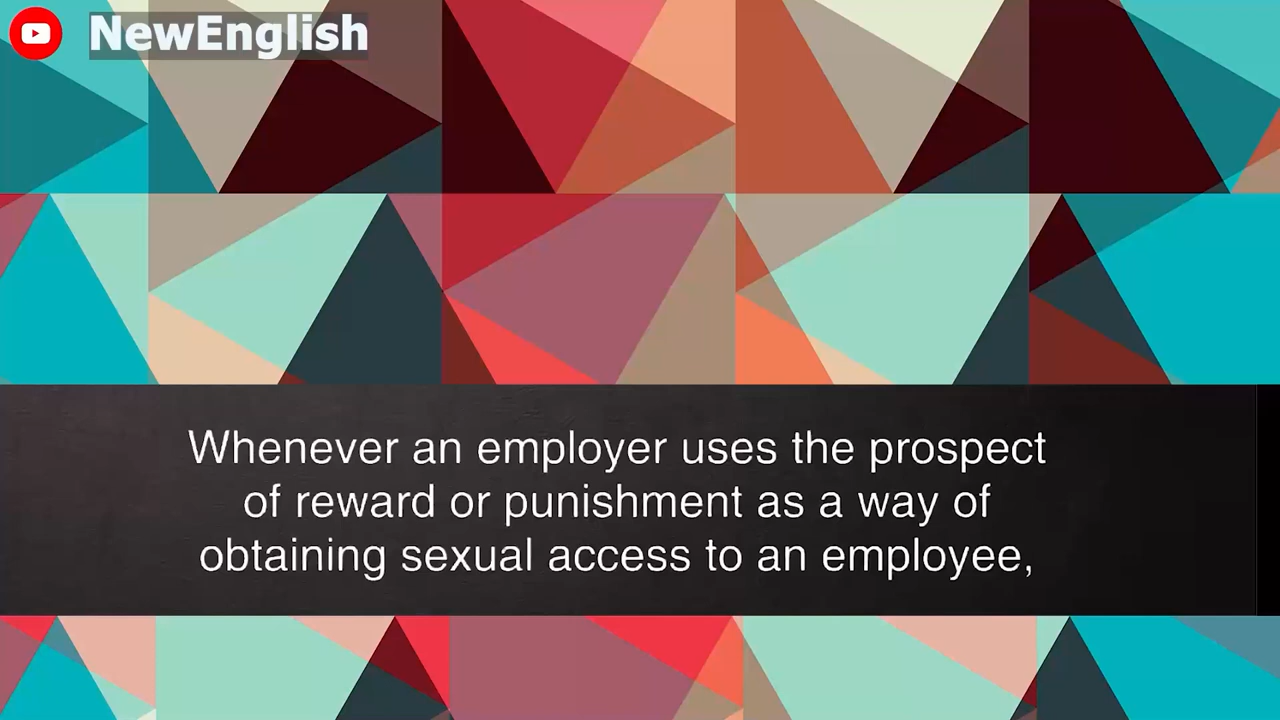 NewEnglish
Whenever an employer uses the prospect
of reward or punishment as a way of
obtaining sexual access to an employee,